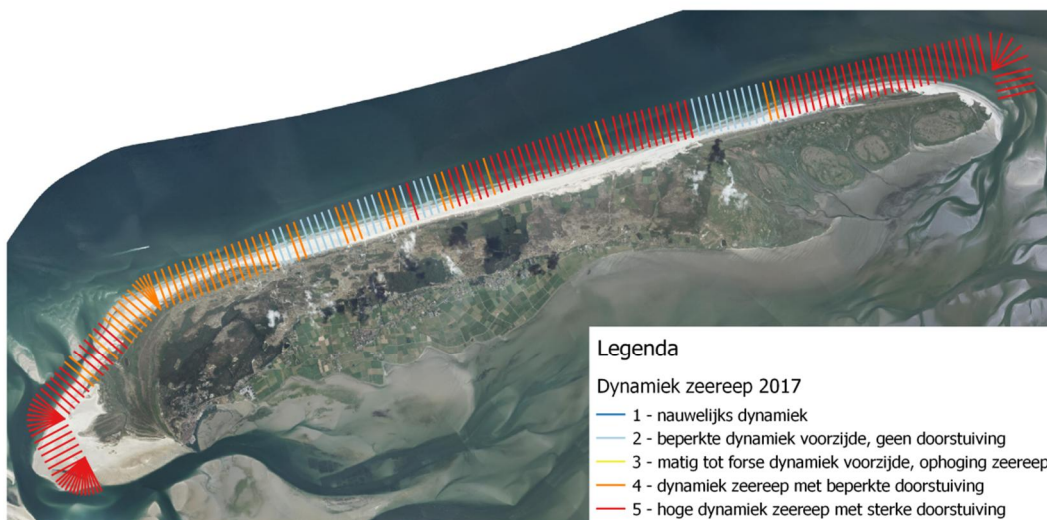 Legenda
Dynamiek zeereep 2017
1 - nauwelijks dynamiek
2 - beperkte dynamiek voorzijde, geen doorstuiving
3 - matig tot forse dynamiek voorzijde, ophoging zeereep
4 - dynamiek zeereep met beperkte doorstuiving
5 - hoge dynamiek zeereep met sterke doorstuiving